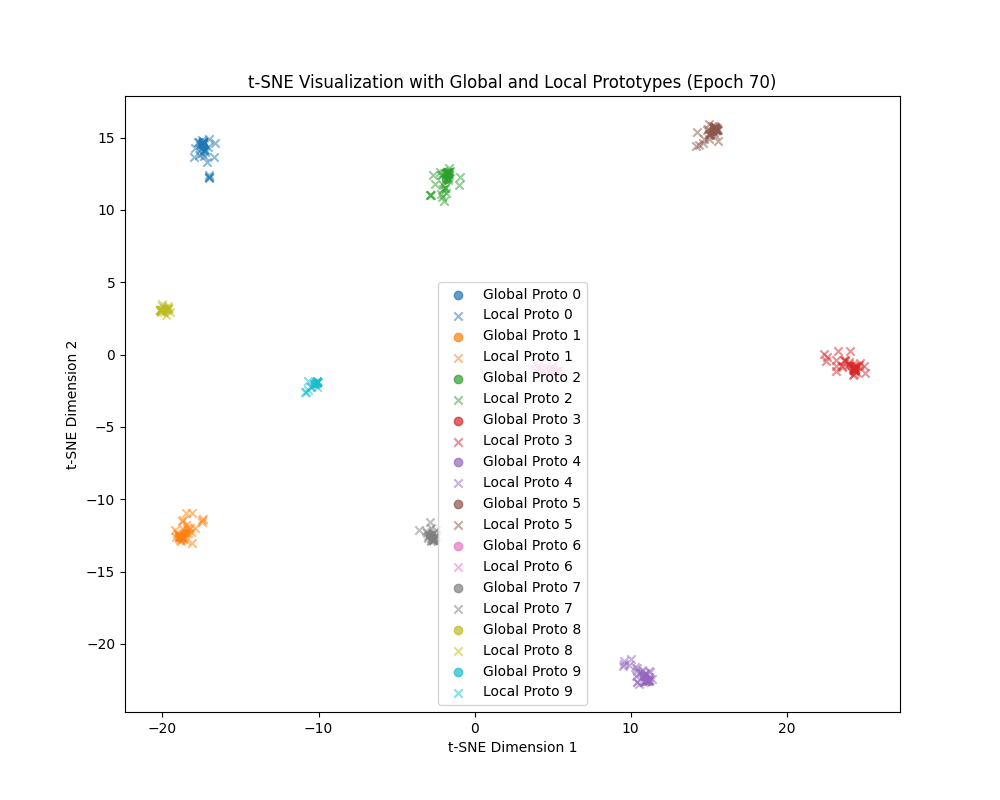 t-SNE Visualization with Global and Local Prototypes (Epoch 70)
t-SNE Dimension 2
15
10
5
0
−5
−10
−15
−20
Global Proto 0
Local Proto 0
Global Proto 1
Local Proto 1
Global Proto 2
Local Proto 2
Global Proto 3
Local Proto 3
Global Proto 4
Local Proto 4
Global Proto 5
Local Proto 5
Global Proto 6
Local Proto 6
Global Proto 7
Local Proto 7
Global Proto 8
Local Proto 8
Global Proto 9
Local Proto 9
−20 −10 0 10 20
t-SNE Dimension 1